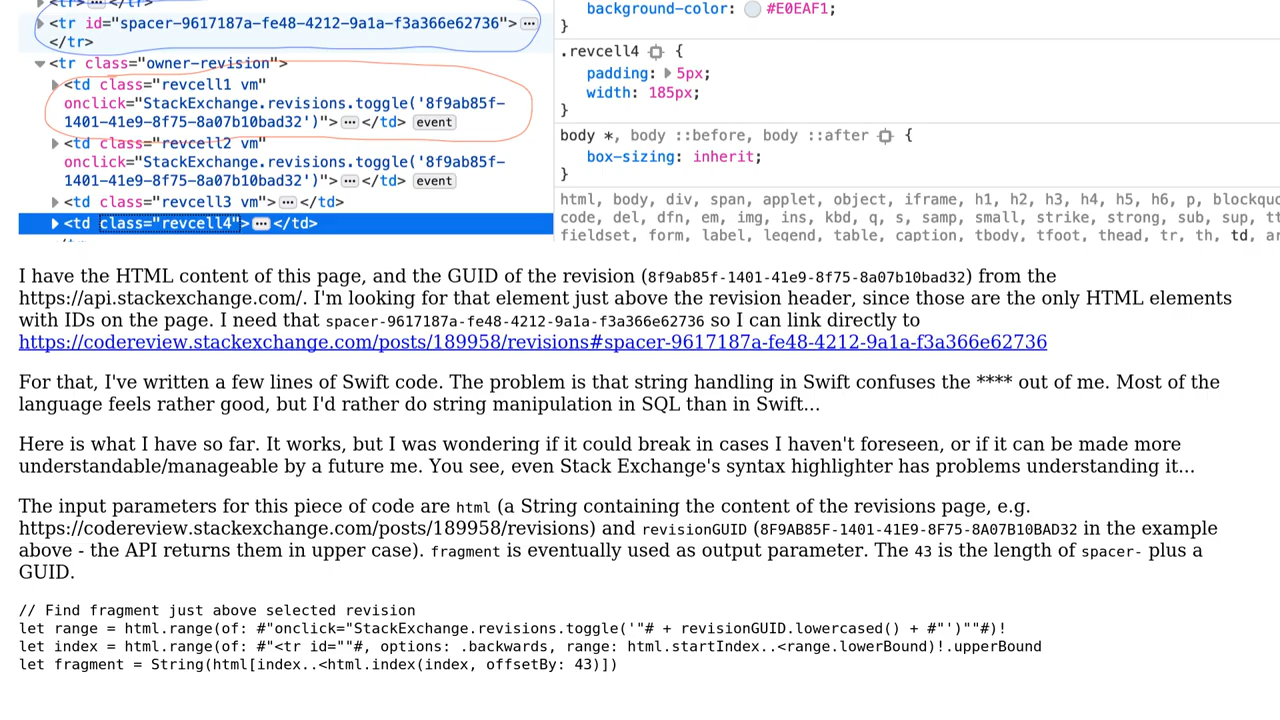 <tr id="spacer-9617187a-fe48-4212-9a1a-f3a366e62736">…
</tr>
<tr class="owner-revision">
<td class="revcell1 vm"
onclick="StackExchange.revisions.toggle('8f9ab85f-
1401-41e9-8f75-8a07b10bad32')">…</td> event
<td class="revcell2 vm"
onclick="StackExchange.revisions.toggle('8f9ab85f-
1401-41e9-8f75-8a07b10bad32')">…</td> event
<td class="revcell3 vm">…</td>
<td class="revcell4">…</td>
background-color: #E0EAF1;
}
.revcell4 {
padding: 5px;
width: 185px;
}
body *, body ::before, body ::after {
box-sizing: inherit;
}
html, body, div, span, applet, object, iframe, h1, h2, h3, h4, h5, h6, p, blockquo
code, del, dfn, em, img, ins, kbd, q, s, samp, small, strike, strong, sub, sup, tt
fieldset, form, label, legend, table, caption, tbody, tfoot, thead, tr, th, td, ar
I have the HTML content of this page, and the GUID of the revision (8f9ab85f-1401-41e9-8f75-8a07b10bad32) from the
https://api.stackexchange.com/. I'm looking for that element just above the revision header, since those are the only HTML elements
with IDs on the page. I need that spacer-9617187a-fe48-4212-9a1a-f3a366e62736 so I can link directly to
https://codereview.stackexchange.com/posts/189958/revisions#spacer-9617187a-fe48-4212-9a1a-f3a366e62736
For that, I've written a few lines of Swift code. The problem is that string handling in Swift confuses the **** out of me. Most of the
language feels rather good, but I'd rather do string manipulation in SQL than in Swift...
Here is what I have so far. It works, but I was wondering if it could break in cases I haven't foreseen, or if it can be made more
understandable/manageable by a future me. You see, even Stack Exchange's syntax highlighter has problems understanding it...
The input parameters for this piece of code are html (a String containing the content of the revisions page, e.g.
https://codereview.stackexchange.com/posts/189958/revisions) and revisionGUID (8F9AB85F-1401-41E9-8F75-8A07B10BAD32 in the example
above - the API returns them in upper case). fragment is eventually used as output parameter. The 43 is the length of spacer- plus a
GUID.
// Find fragment just above selected revision
let range = html.range(of: #"onclick="StackExchange.revisions.toggle('"# + revisionGUID.lowercased() + #"')""#)!
let index = html.range(of: #"<tr id=""#, options: .backwards, range: html.startIndex..<range.lowerBound)!.upperBound
let fragment = String(html[index..<html.index(index, offsetBy: 43)])